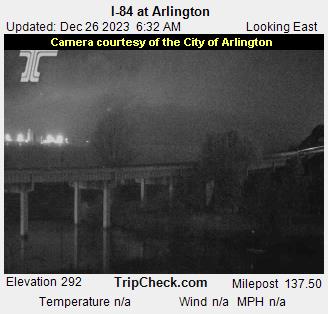 I-84 at Arlington
Updated: Dec 26 2023 6:32 AM Looking East
Camera courtesy of the City of Arlington
Elevation 292 TripCheck.com Milepost 137.50
Temperature n/a Wind n/a MPH n/a